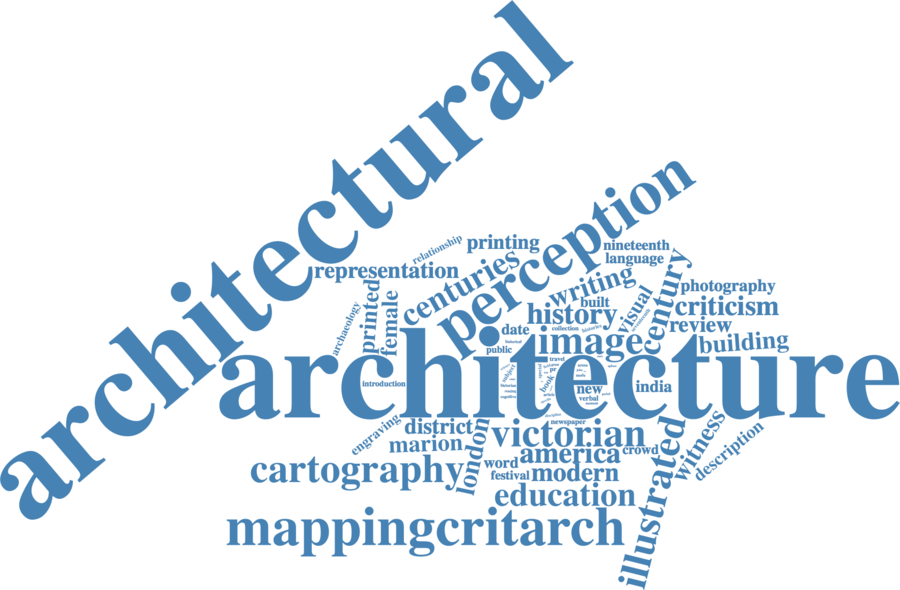 architectural
perception
printing
relationship
nineteenth
language
representation
centuries
writing
century
photography
printed
female
archaeology
built
visual
criticism
history
review
date
collection
image
building
public
architecture
introduction
travel
book
new
verbal
india
engraving
district
marion
london
newspaper
victorian
illustrated
witness
description
america
crowd
cartography
word
festival
modern
education
mappingcritarch